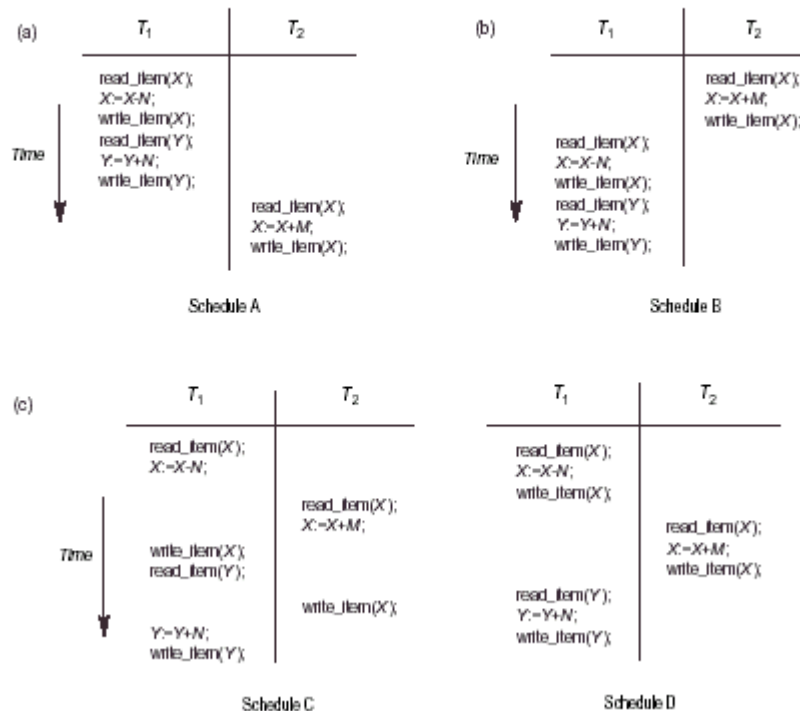 (a)
T1
T2
read_item(X);
X:=X-N;
write_item(X);
read_item(Y);
Y:=Y+N;
write_item(Y);
read_item(X);
X:=X+M;
write_item(X);
Time
Schedule A
(b)
T1
T2
read_item(X);
X:=X+M;
write_item(X);
read_item(X);
X:=X-N;
write_item(X);
read_item(Y);
Y:=Y+N;
write_item(Y);
Time
Schedule B
(c)
T1
T2
read_item(X);
X:=X-N;
read_item(X);
X:=X+M;
write_item(X);
read_item(Y);
write_item(X);
Y:=Y+N;
write_item(Y);
Time
Schedule C
T1
T2
read_item(X);
X:=X-N;
write_item(X);
read_item(X);
X:=X+M;
write_item(X);
read_item(Y);
Y:=Y+N;
write_item(Y);
Schedule D